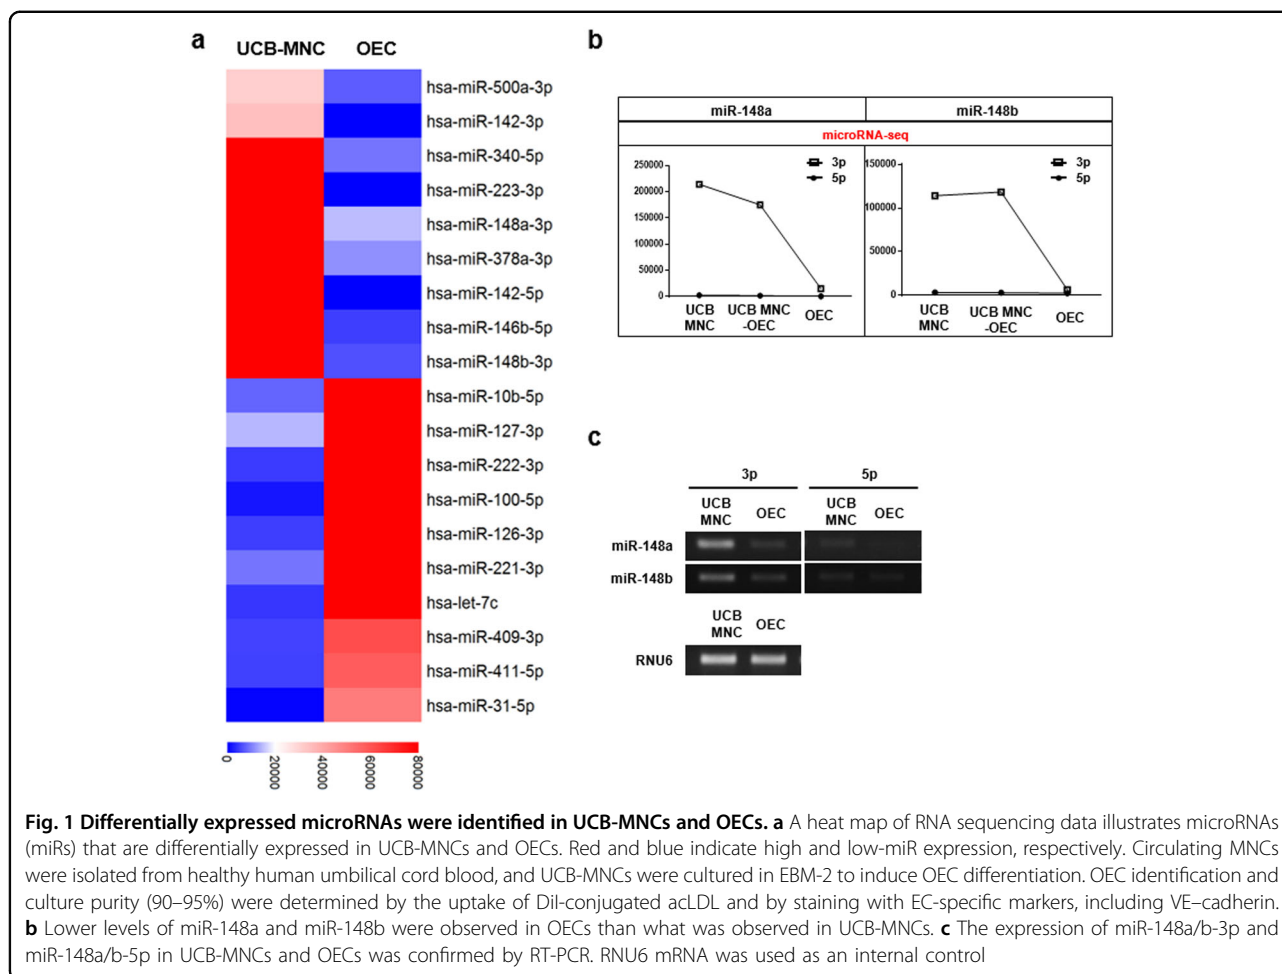 a
UCB-MNC OEC
hsa-miR-500a-3p
hsa-miR-142-3p
hsa-miR-340-5p
hsa-miR-223-3p
hsa-miR-148a-3p
hsa-miR-378a-3p
hsa-miR-142-5p
hsa-miR-146b-5p
hsa-miR-148b-3p
hsa-miR-10b-5p
hsa-miR-127-3p
hsa-miR-222-3p
hsa-miR-100-5p
hsa-miR-126-3p
hsa-miR-221-3p
hsa-let-7c
hsa-miR-409-3p
hsa-miR-411-5p
hsa-miR-31-5p
0 20000 40000 60000 800000
b
miR-148a miR-148b
microRNA-seq
250000
200000
150000
100000
50000
0
3p
5p
UCB MNC
UCB MNC -OEC
OEC
150000
100000
50000
0
3p
5p
UCB MNC
UCB MNC -OEC
OEC
c
3p 5p
UCB MNC OEC UCB MNC OEC
miR-148a
miR-148b
UCB MNC OEC
RNU6
Fig. 1 Differentially expressed microRNAs were identified in UCB-MNCs and OECs. a A heat map of RNA sequencing data illustrates microRNAs
(miRs) that are differentially expressed in UCB-MNCs and OECs. Red and blue indicate high and low-miR expression, respectively. Circulating MNCs
were isolated from healthy human umbilical cord blood, and UCB-MNCs were cultured in EBM-2 to induce OEC differentiation. OEC identification and
culture purity (90–95%) were determined by the uptake of DiI-conjugated acLDL and by staining with EC-specific markers, including VE–cadherin.
b Lower levels of miR-148a and miR-148b were observed in OECs than what was observed in UCB-MNCs. c The expression of miR-148a/b-3p and
miR-148a/b-5p in UCB-MNCs and OECs was confirmed by RT-PCR. RNU6 mRNA was used as an internal control